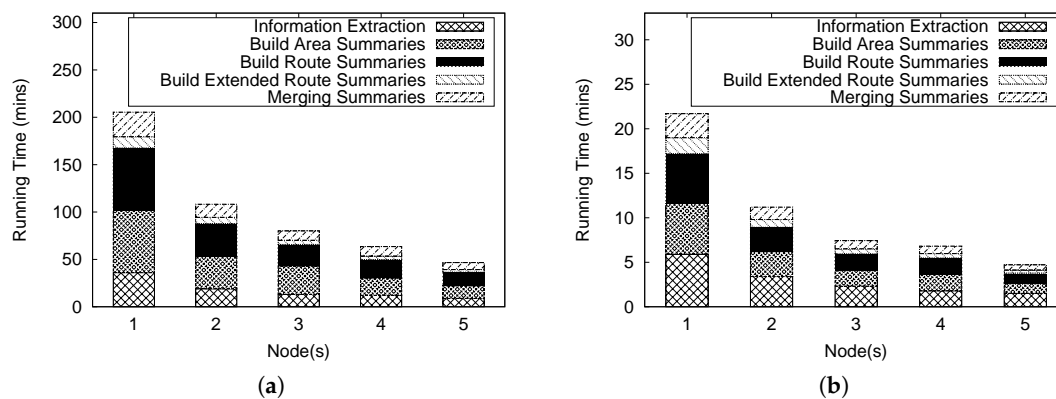 Information Extraction
Build Area Summaries
Build Route Summaries
Build Extended Route Summaries
Merging Summaries
Running Time (mins)
300
250
200
150
100
50
0
1 2 3 4 5
Node(s)
(a)
Information Extraction
Build Area Summaries
Build Route Summaries
Build Extended Route Summaries
Merging Summaries
Running Time (mins)
30
25
20
15
10
5
0
1 2 3 4 5
Node(s)
(b)